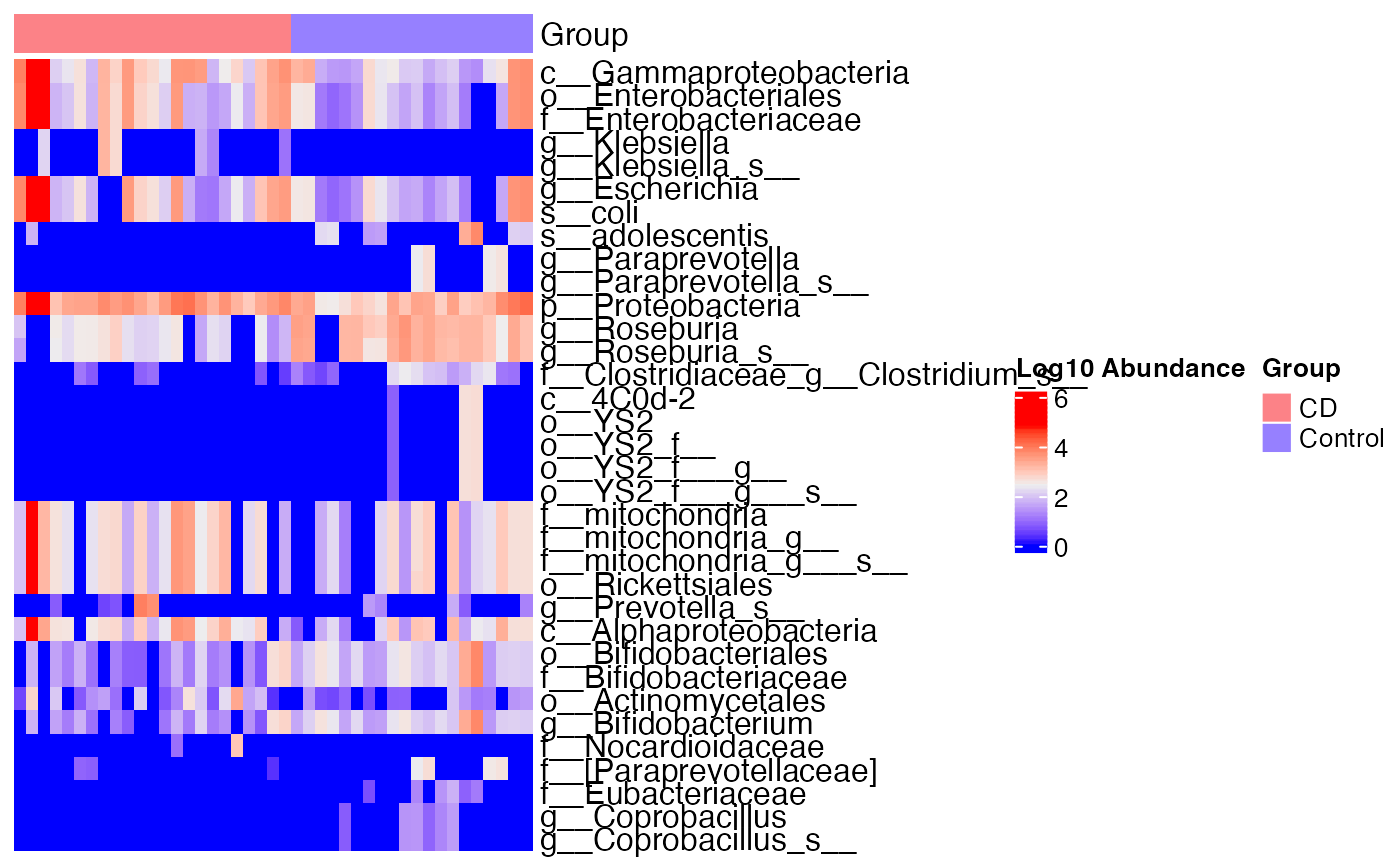 Group
c__Gammaproteobacteria
o__Enterobacteriales
f__Enterobacteriaceae
g__Klebsiella
g__Klebsiella_s__
g__Escherichia
s__coli
s__adolescentis
g__Paraprevotella
g__Paraprevotella_s__
p__Proteobacteria
g__Roseburia
g__Roseburia_s__
f__Clostridiaceae_g__Clostridium_s__
c__4C0d-2
o__YS2
o__YS2_f__
o__YS2_f___g__
o__YS2_f___g___s__
f__mitochondria
f__mitochondria_g__
f__mitochondria_g___s__
o__Rickettsiales
g__Prevotella_s__
c__Alphaproteobacteria
o__Bifidobacteriales
f__Bifidobacteriaceae
o__Actinomycetales
g__Bifidobacterium
f__Nocardioidaceae
f__[Paraprevotellaceae]
f__Eubacteriaceae
g__Coprobacillus
g__Coprobacillus_s__
Log10 Abundance
6
4
2
0
Group
CD
Control